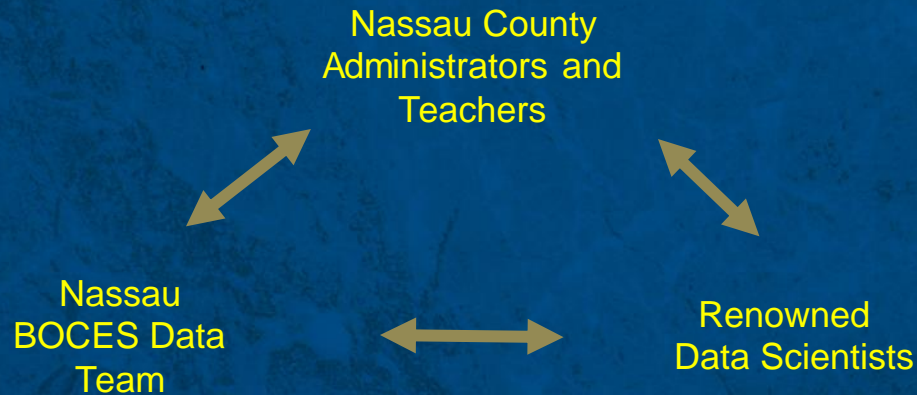 Nassau County
Administrators and
Teachers
Nassau
BOCES Data
Team
Renowned
Data Scientists